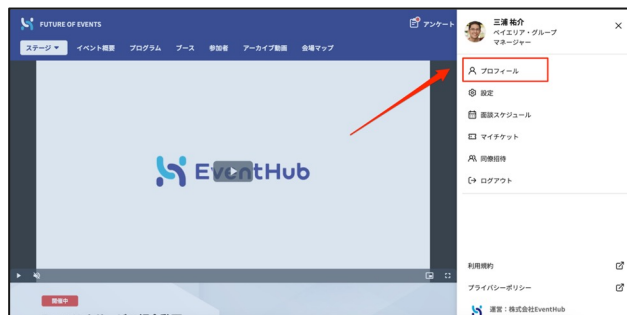 FUTURE OF EVENTS
アンケート
ステージ ▼ イベント概要 プログラム ブース 参加者 アーカイブ動画 会場マップ
EventHub
開催中
三浦 祐介
ベイエリア・グループ
マネージャー
プロフィール
設定
面談スケジュール
マイチケット
同僚招待
ログアウト
利用規約
プライバシーポリシー
運営：株式会社EventHub